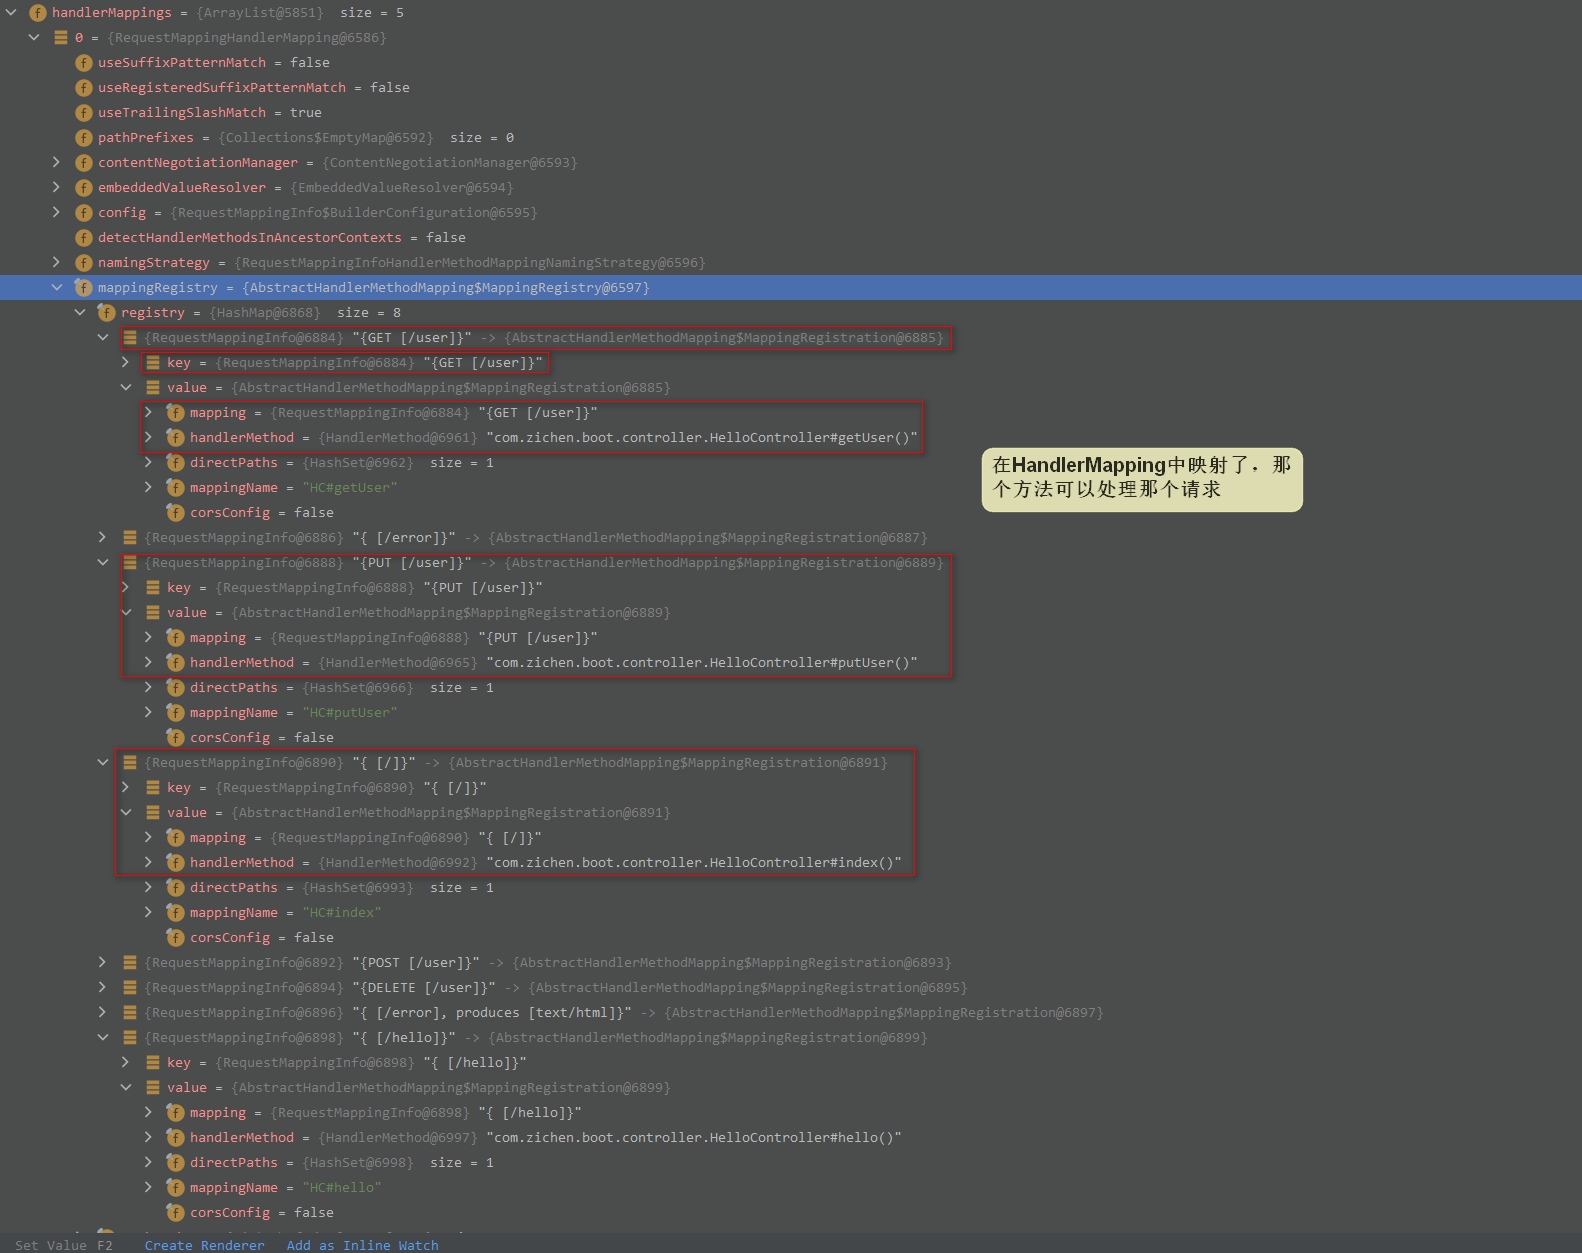 handlerMappings = {ArrayList@5851} size = 5
0 = {RequestMappingHandlerMapping@6586}
useSuffixPatternMatch = false
useRegisteredSuffixPatternMatch = false
useTrailingSlashMatch = true
pathPrefixes = {Collections$EmptyMap@6592} size = 0
contentNegotiationManager = {ContentNegotiationManager@6593}
embeddedValueResolver = {EmbeddedValueResolver@6594}
config = {RequestMappingInfo$BuilderConfiguration@6595}
detectHandlerMethodsInAncestorContexts = false
namingStrategy = {RequestMappingInfoHandlerMethodMappingNamingStrategy@6596}
mappingRegistry = {AbstractHandlerMethodMapping$MappingRegistry@6597}
registry = {HashMap@6868} size = 8
{RequestMappingInfo@6884} "{GET [/user]}" -> {AbstractHandlerMethodMapping$MappingRegistration@6885}
key = {RequestMappingInfo@6884} "{GET [/user]}"
value = {AbstractHandlerMethodMapping$MappingRegistration@6885}
mapping = {RequestMappingInfo@6884} "{GET [/user]}"
handlerMethod = {HandlerMethod@6961} "com.zichen.boot.controller.HelloController#getUser()"
directPaths = {HashSet@6962} size = 1
mappingName = "HC#getUser"
corsConfig = false
在HandlerMapping中映射了，那
个方法可以处理那个请求
{RequestMappingInfo@6886} "{ [/error]}" -> {AbstractHandlerMethodMapping$MappingRegistration@6887}
{RequestMappingInfo@6888} "{PUT [/user]}" -> {AbstractHandlerMethodMapping$MappingRegistration@6889}
key = {RequestMappingInfo@6888} "{PUT [/user]}"
value = {AbstractHandlerMethodMapping$MappingRegistration@6889}
mapping = {RequestMappingInfo@6888} "{PUT [/user]}"
handlerMethod = {HandlerMethod@6965} "com.zichen.boot.controller.HelloController#putUser()"
directPaths = {HashSet@6966} size = 1
mappingName = "HC#putUser"
corsConfig = false
{RequestMappingInfo@6890} "{ [/]}" -> {AbstractHandlerMethodMapping$MappingRegistration@6891}
key = {RequestMappingInfo@6890} "{ [/]}"
value = {AbstractHandlerMethodMapping$MappingRegistration@6891}
mapping = {RequestMappingInfo@6890} "{ [/]}"
handlerMethod = {HandlerMethod@6992} "com.zichen.boot.controller.HelloController#index()"
directPaths = {HashSet@6993} size = 1
mappingName = "HC#index"
corsConfig = false
{RequestMappingInfo@6892} "{POST [/user]}" -> {AbstractHandlerMethodMapping$MappingRegistration@6893}
{RequestMappingInfo@6894} "{DELETE [/user]}" -> {AbstractHandlerMethodMapping$MappingRegistration@6895}
{RequestMappingInfo@6896} "{ [/error], produces [text/html]}" -> {AbstractHandlerMethodMapping$MappingRegistration@6897}
{RequestMappingInfo@6898} "{ [/hello]}" -> {AbstractHandlerMethodMapping$MappingRegistration@6899}
key = {RequestMappingInfo@6898} "{ [/hello]}"
value = {AbstractHandlerMethodMapping$MappingRegistration@6899}
mapping = {RequestMappingInfo@6898} "{ [/hello]}"
handlerMethod = {HandlerMethod@6997} "com.zichen.boot.controller.HelloController#hello()"
directPaths = {HashSet@6998} size = 1
mappingName = "HC#hello"
corsConfig = false
Set Value F2 Create Renderer Add as Inline Watch